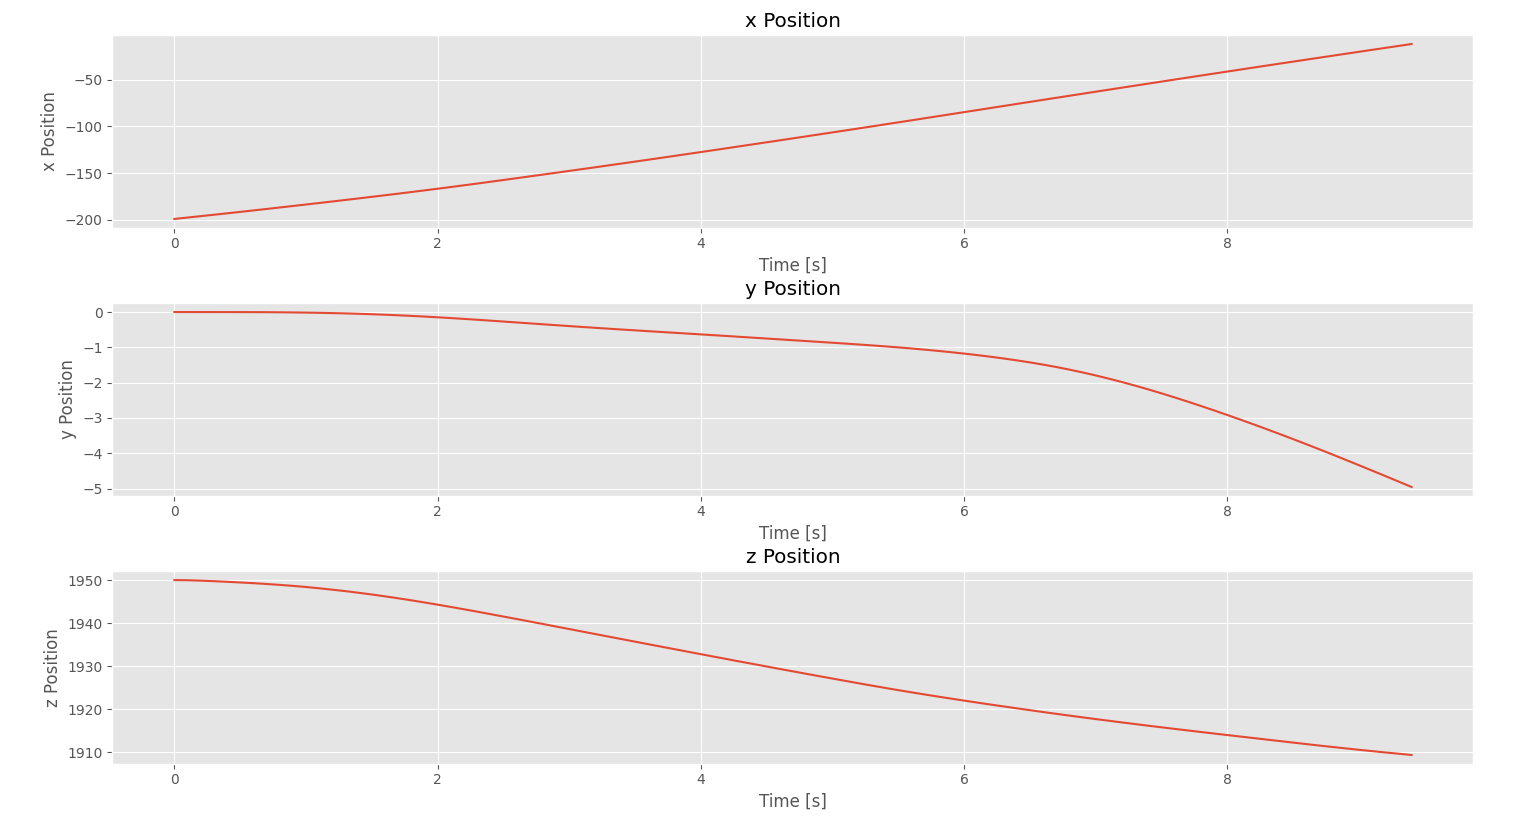 x Position
x Position
−50
−100
−150
−200
0 2 4 6 8
Time [s]
y Position
y Position
0
−1
−2
−3
−4
−5
0 2 4 6 8
Time [s]
z Position
z Position
1950
1940
1930
1920
1910
0 2 4 6 8
Time [s]